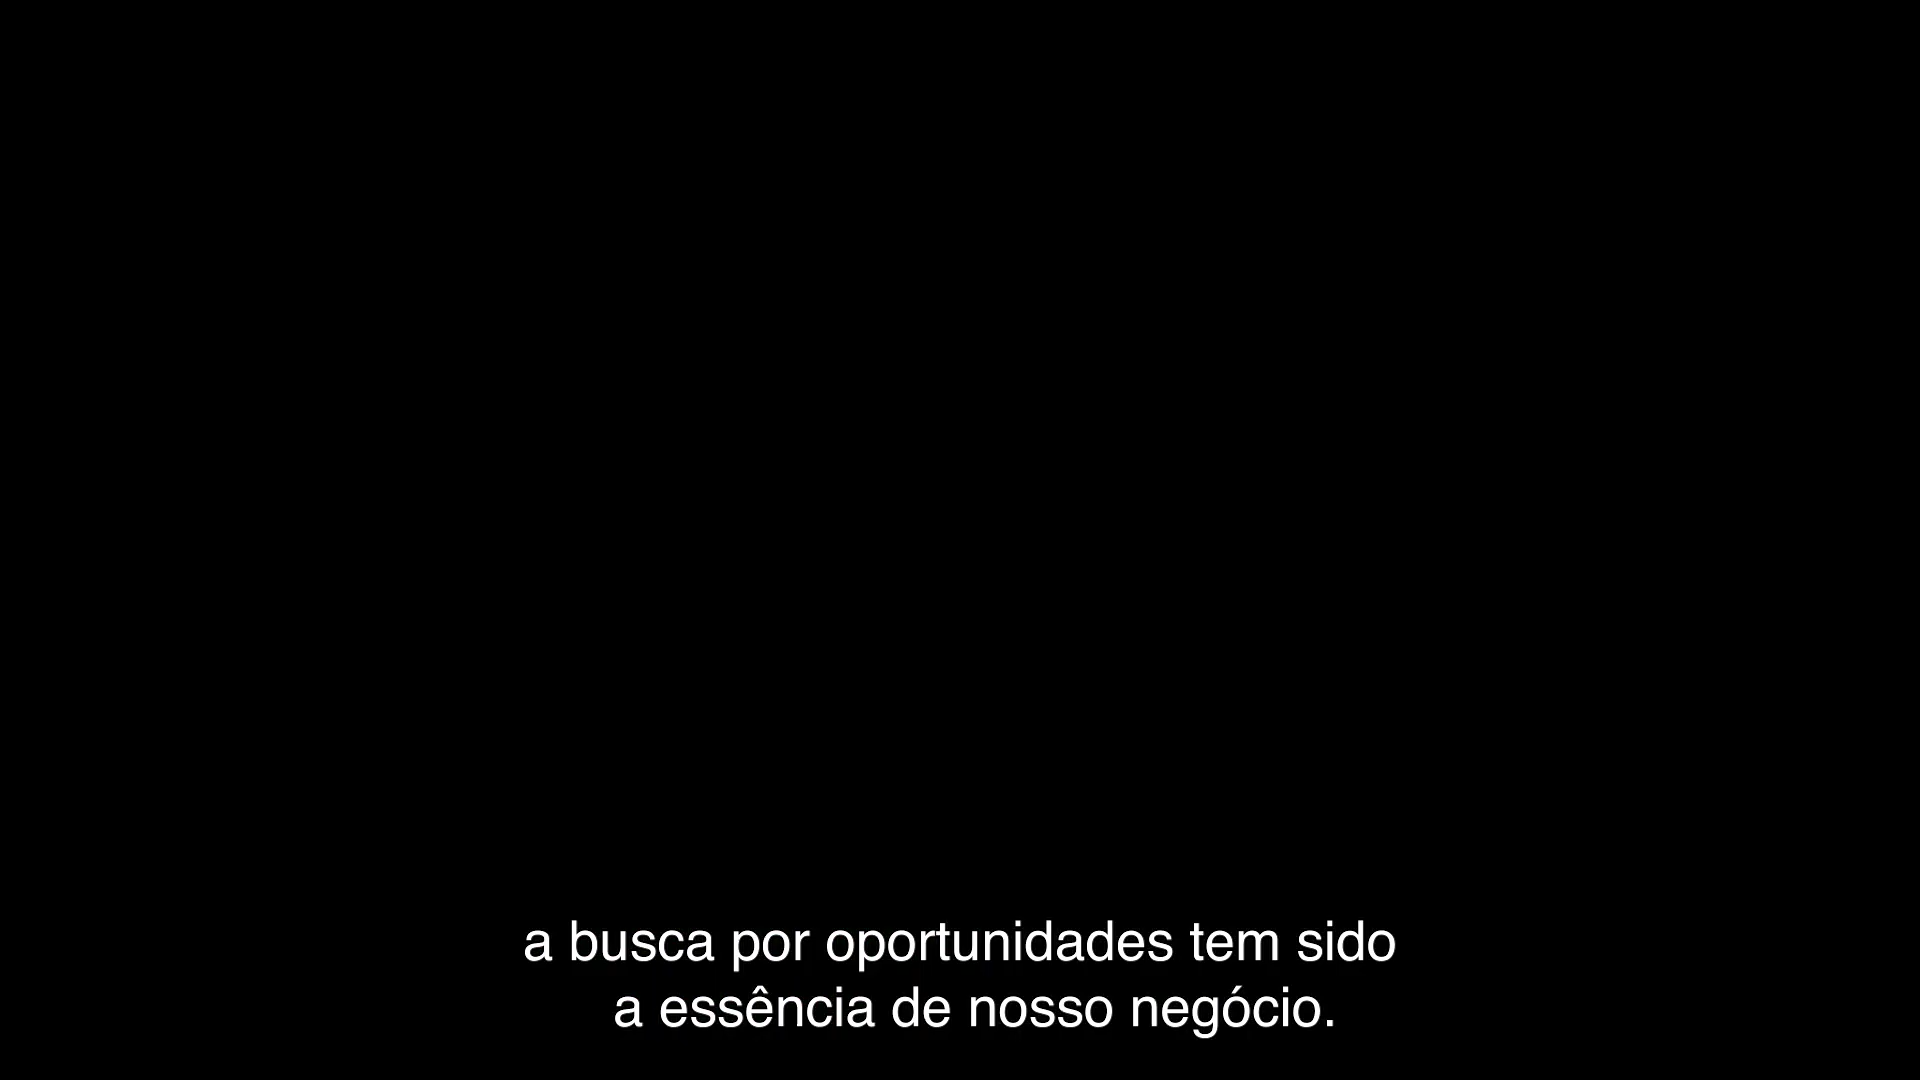 a busca por oportunidades tem sido
a essência de nosso negócio.